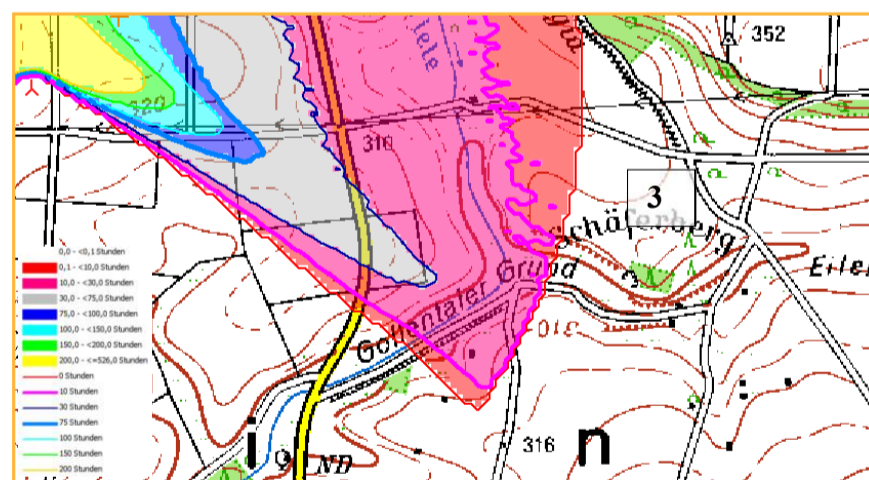 352
320
310
3
Schäferberg
Grund
Gollentaler
Eiler
310
316
n
ND
0,0 - <0,1 Stunden
0,1 - <10,0 Stunden
10,0 - <30,0 Stunden
30,0 - <75,0 Stunden
75,0 - <100,0 Stunden
100,0 - <150,0 Stunden
150,0 - <200,0 Stunden
200,0 - <=526,0 Stunden
0 Stunden
10 Stunden
30 Stunden
75 Stunden
100 Stunden
150 Stunden
200 Stunden